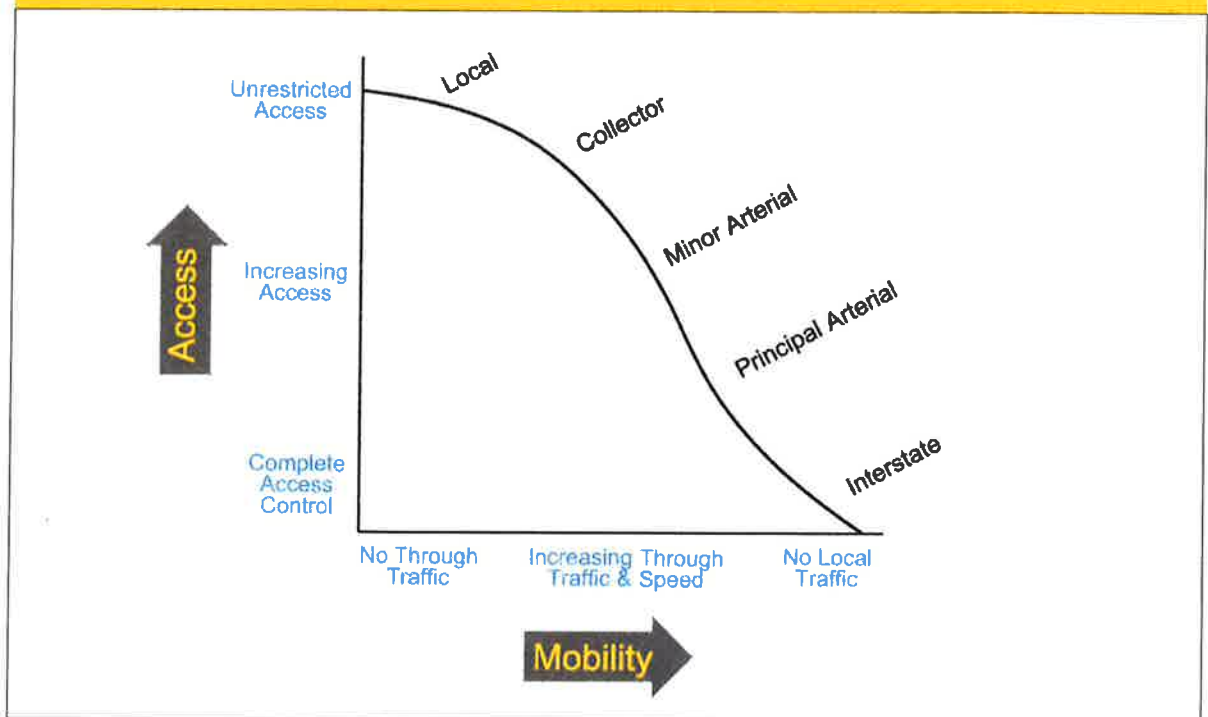 Local
Unrestricted
Access
Collector
Minor Arterial
Access
Increasing
Access
Principal Arterial
Complete
Access
Control
Interstate
No Through
Traffic
Increasing Through
Traffic & Speed
No Local
Traffic
Mobility